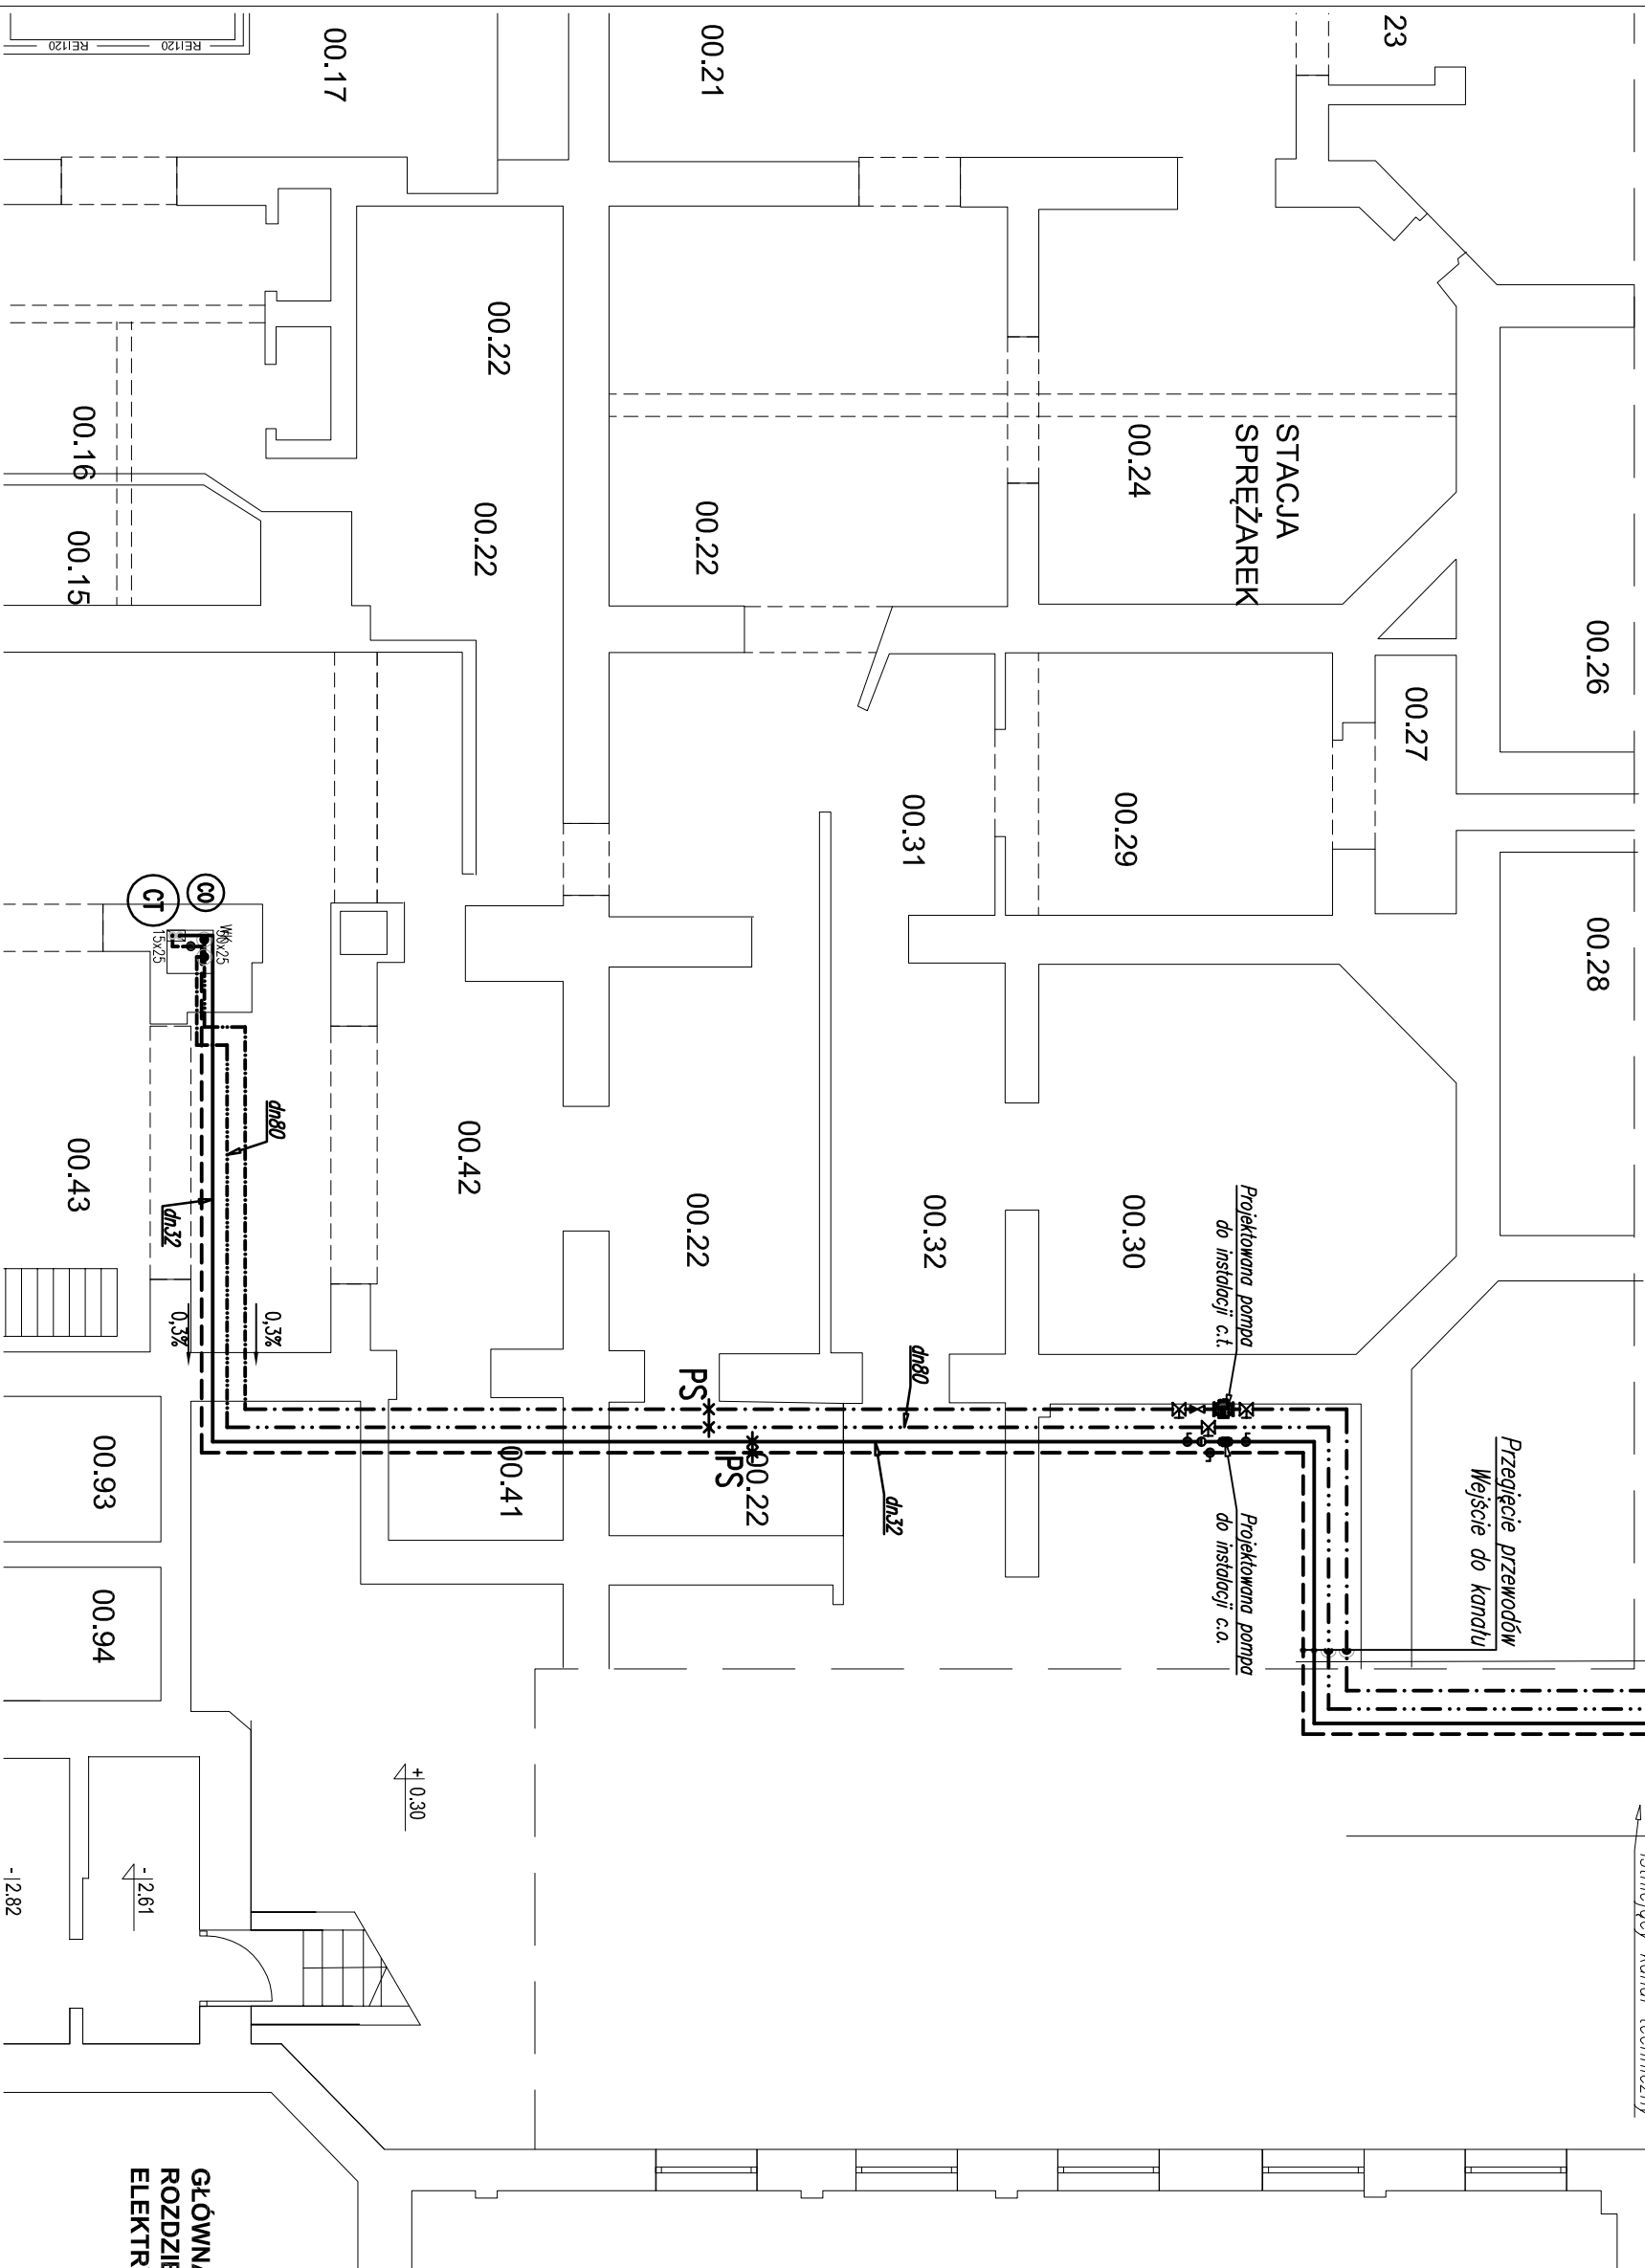 23
00.17
00.21
REI120
REI120
00.22
00.16
00.15
00.22
00.22
00.24
STACJA
SPRĘŻAREK
00.26
00.27
00.31
00.29
00.28
CO
CT
15x25
dn80
00.43
dn32
00.42
00.22
00.32
00.30
Projektowana pompa
do instalacji c.t.
0,3%
0,3%
PS
dn80
PS
00.22
00.41
dn32
Projektowana pompa
do instalacji c.o.
Przegięcie przewodów
Wejście do kanału
00.93
00.94
+ 0.30
- 2.61
- 2.82
GŁÓWNA
ROZDZIE
ELEKTR